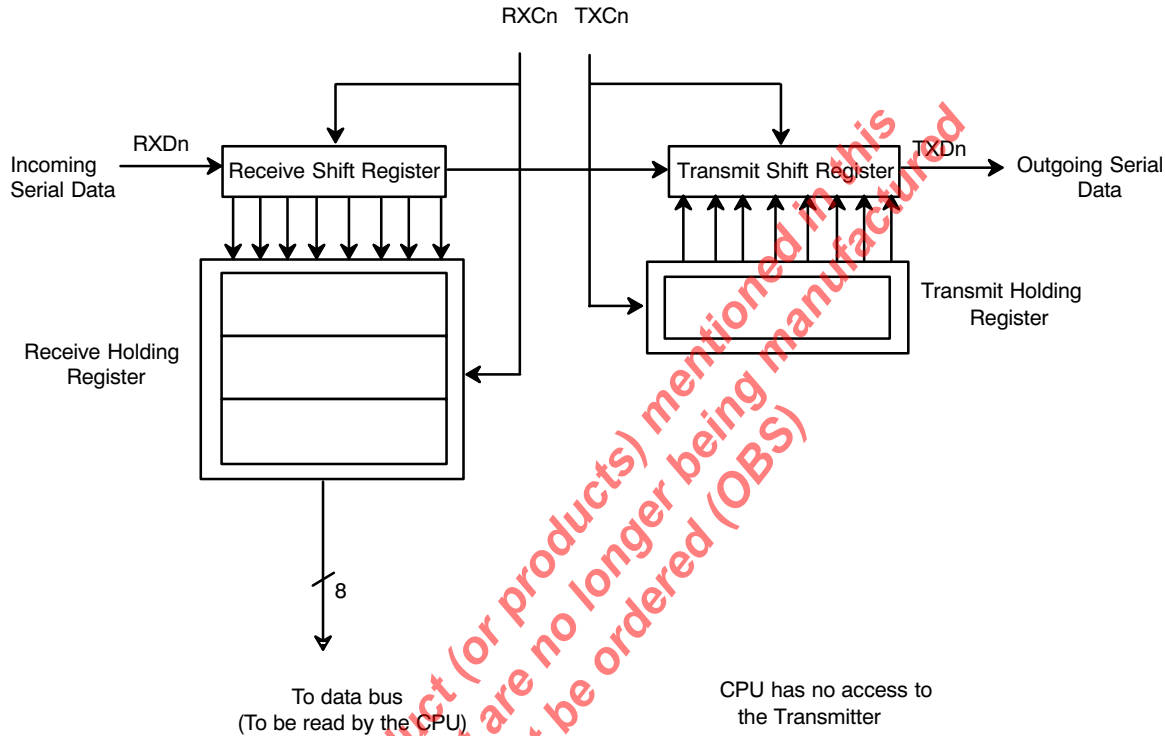 RXCn TXCn
RXDn
Incoming
Serial Data
Receive Shift Register
Transmit Shift Register
TXDn
Outgoing Serial
Data
Receive Holding
Register
Transmit Holding
Register
8
To data bus
(To be read by the CPU)
CPU has no access to
the Transmitter
(or products) mentioned in this
are no longer being manufactured
be ordered (OBS)